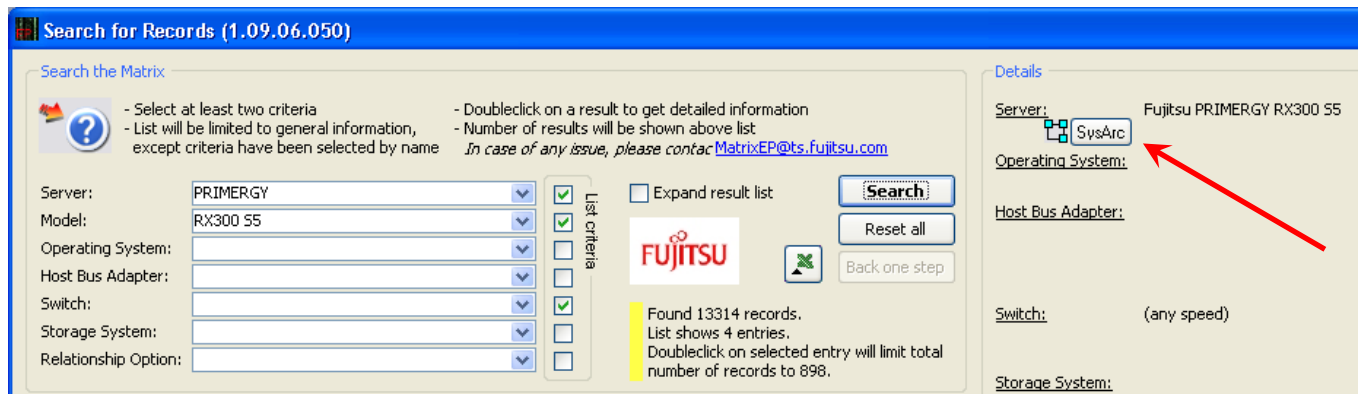 Search for Records (1.09.06.050)
Search the Matrix
- Select at least two criteria
- List will be limited to general information,
except criteria have been selected by name
- Doubleclick on a result to get detailed information
- Number of results will be shown above list
In case of any issue, please contac MatrixEP@ts.fujitsu.com
Server: PRIMERGY
Model: RX300 S5
Operating System:
Host Bus Adapter:
Switch:
Storage System:
Relationship Option:
List criteria
Expand result list
Search
Reset all
Back one step
FUJITSU
Found 13314 records.
List shows 4 entries.
Doubleclick on selected entry will limit total
number of records to 898.
Details
Server: Fujitsu PRIMERGY RX300 S5
SysArc
Operating System:
Host Bus Adapter:
Switch: (any speed)
Storage System: